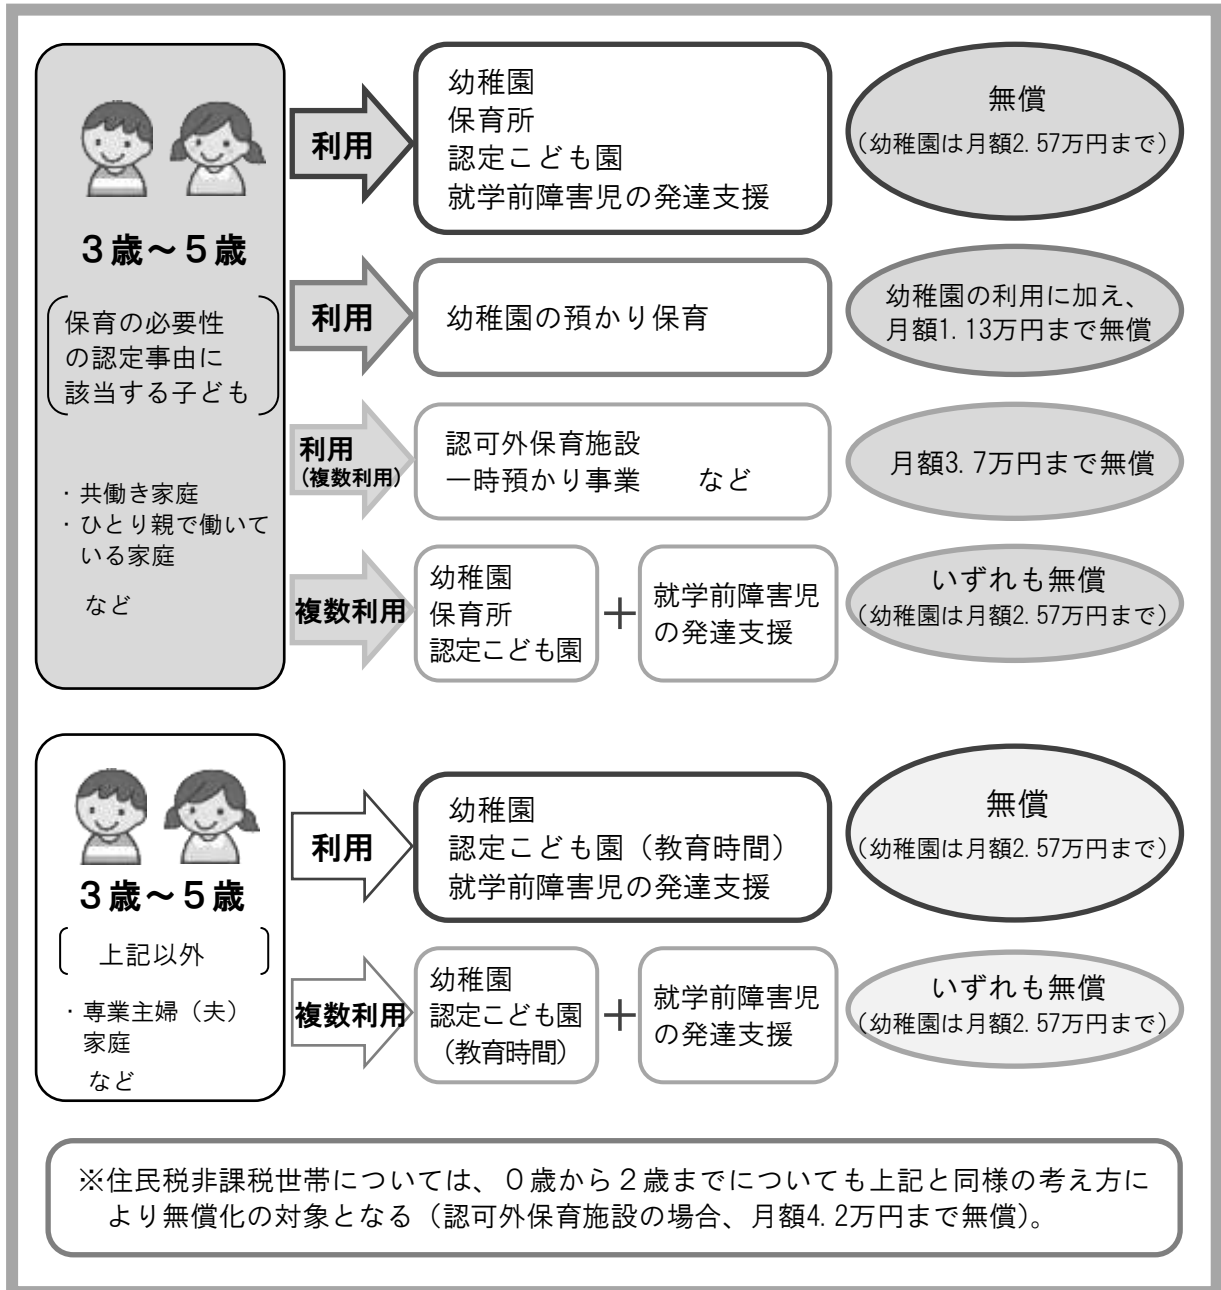 ３歳～５歳
保育の必要性
の認定事由に
該当する子ども
・共働き家庭
・ひとり親で働いて
いる家庭
など
利用
幼稚園
保育所
認定こども園
就学前障害児の発達支援
無償
（幼稚園は月額2.57万円まで）
利用
幼稚園の預かり保育
幼稚園の利用に加え、
月額1.13万円まで無償
利用
（複数利用）
認可外保育施設
一時預かり事業　　など
月額3.7万円まで無償
複数利用
幼稚園
保育所
認定こども園
＋
就学前障害児
の発達支援
いずれも無償
（幼稚園は月額2.57万円まで）
３歳～５歳
上記以外
・専業主婦（夫）
家庭
など
利用
幼稚園
認定こども園（教育時間）
就学前障害児の発達支援
無償
（幼稚園は月額2.57万円まで）
複数利用
幼稚園
認定こども園
（教育時間）
＋
就学前障害児
の発達支援
いずれも無償
（幼稚園は月額2.57万円まで）
※住民税非課税世帯については、０歳から２歳までについても上記と同様の考え方に
より無償化の対象となる（認可外保育施設の場合、月額4.2万円まで無償）。